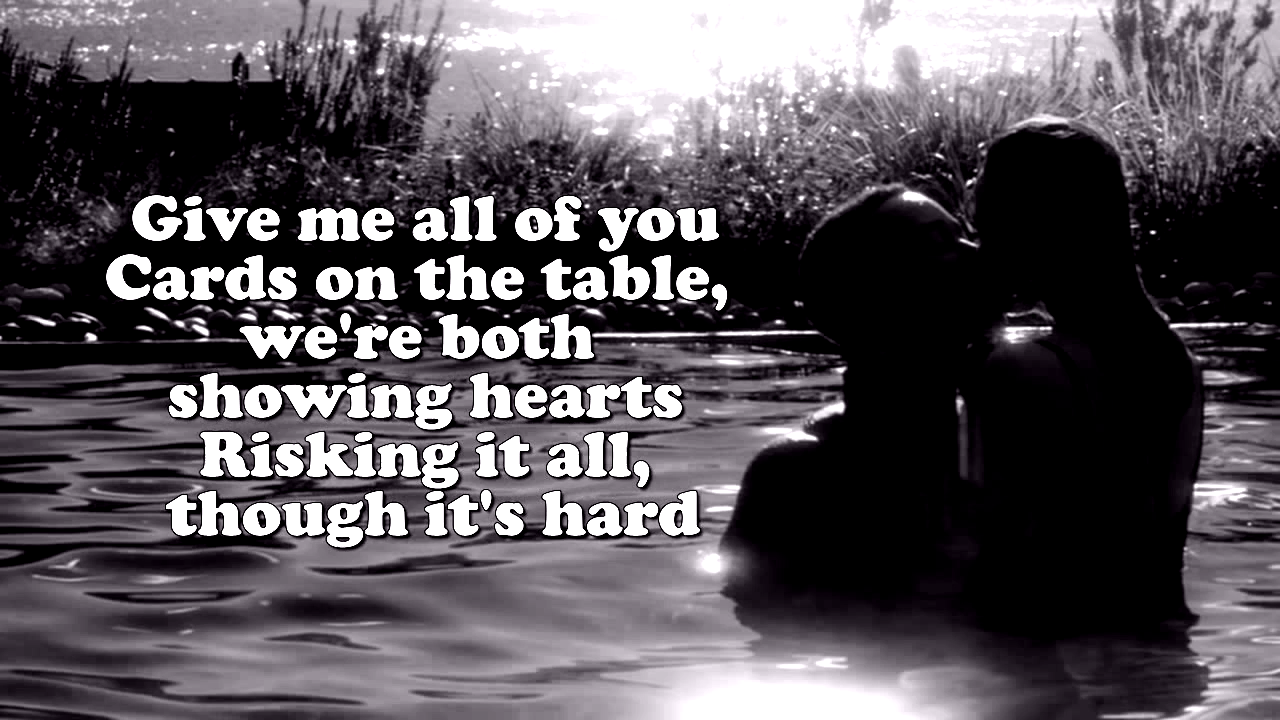 Give me all of you
Cards on the table,
we're both
showing hearts
Risking it all,
though it's hard